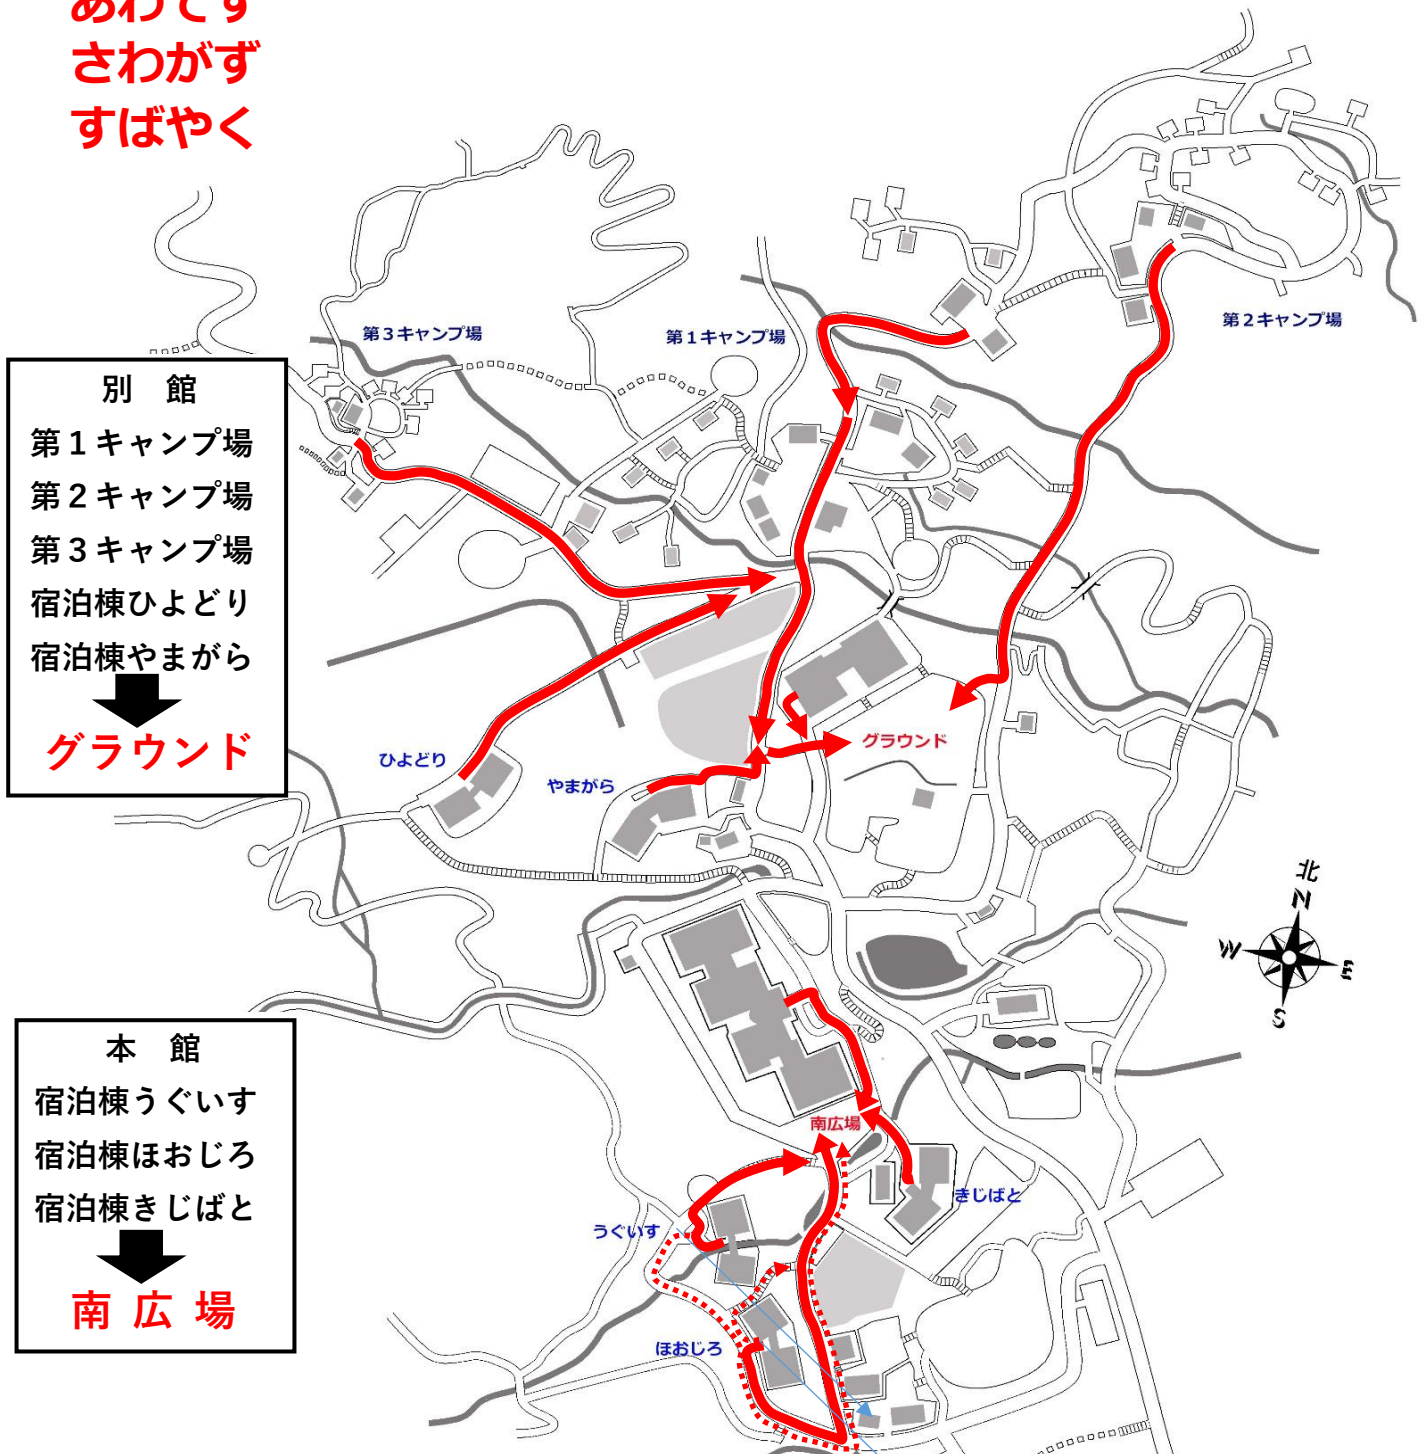 あわてず
さわがず
すばやく
第３キャンプ場
第１キャンプ場
第２キャンプ場
別　館
第１キャンプ場
第２キャンプ場
第３キャンプ場
宿泊棟ひよどり
宿泊棟やまがら
グラウンド
ひよどり
やまがら
グラウンド
北
N
W
E
S
本　館
宿泊棟うぐいす
宿泊棟ほおじろ
宿泊棟きじばと
南 広 場
南広場
きじばと
うぐいす
ほおじろ